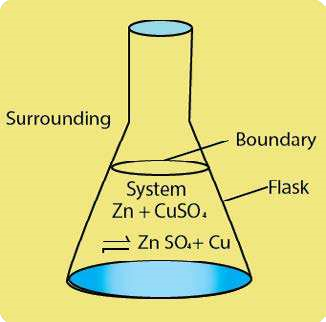 Surrounding
Boundary
System
Flask
Zn + CuSO₄
⇌ Zn SO₄+ Cu